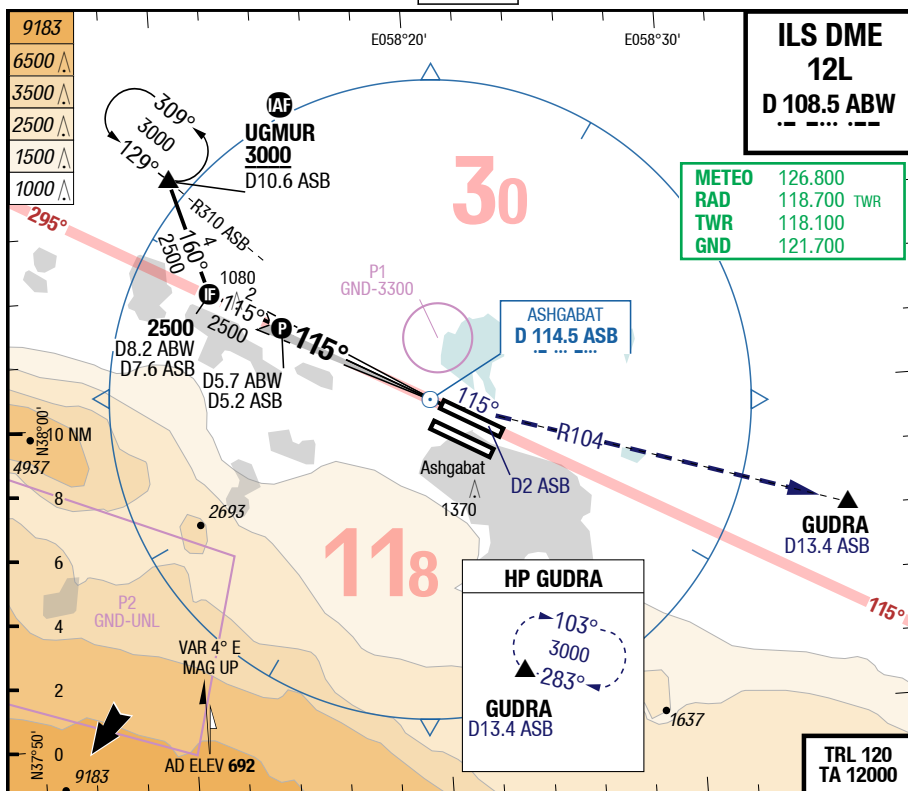 9183
6500
3500
2500
1500
1000
E058°20'
E058°30'
ILS DME
12L
D 108.5 ABW
METEO 126.800
RAD 118.700 TWR
TWR 118.100
GND 121.700
IAF
UGMUR
3000
D10.6 ASB
309°
3000
129°
R310 ASB
295°
160°
4
2500
30
1080
2
IF
115°
2500
P
115°
2500
D8.2 ABW
D7.6 ASB
D5.7 ABW
D5.2 ASB
P1
GND-3300
ASHGABAT
D 114.5 ASB
115°
R104
D2 ASB
Ashgabat
1370
GUDRA
D13.4 ASB
N38°00'
10 NM
4937
8
6
4
2
0
2693
118
P2
GND-UNL
VAR 4° E
MAG UP
HP GUDRA
103°
3000
283°
GUDRA
D13.4 ASB
115°
1637
N37°50'
9183
AD ELEV 692
TRL 120
TA 12000